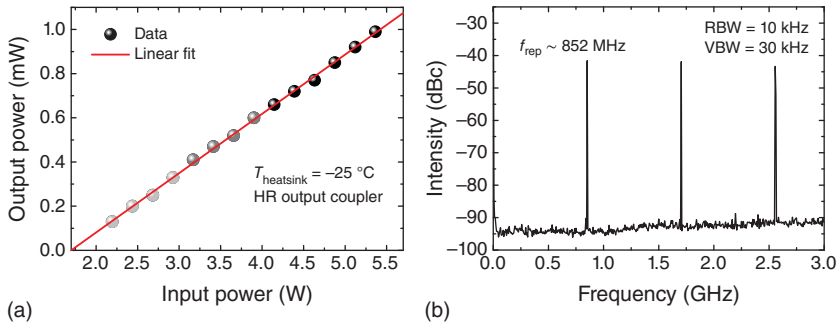 1.0
0.8
0.6
0.4
0.2
0.0
Output power (mW)
Data
Linear fit
T heatsink = –25 °C
HR output coupler
2.0 2.5 3.0 3.5 4.0 4.5 5.0 5.5
Input power (W)
(a)
–30
–40
–50
–60
–70
–80
–90
–100
Intensity (dBc)
f rep ~ 852 MHz
RBW = 10 kHz
VBW = 30 kHz
0.0 0.5 1.0 1.5 2.0 2.5 3.0
Frequency (GHz)
(b)